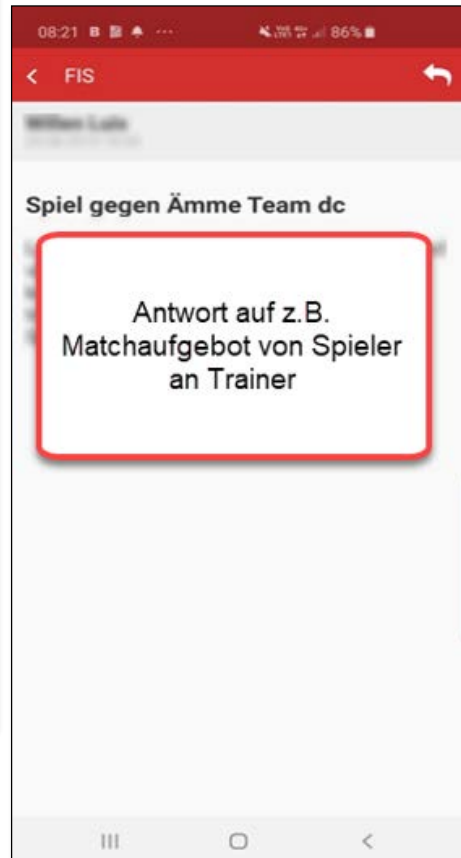 08:21 B ... 86%
FIS
Spiel gegen Ämme Team dc
Antwort auf z.B.
Matchaufgebot von Spieler
an Trainer